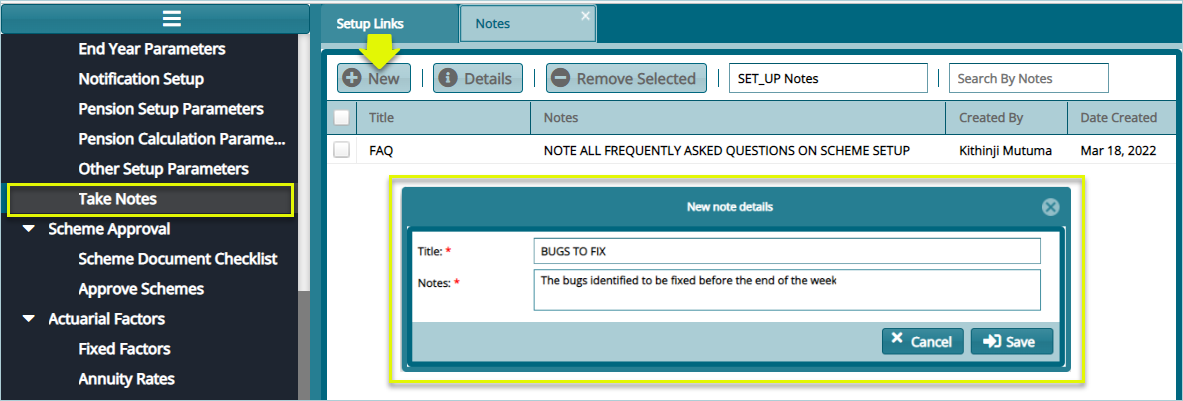 End Year Parameters
Notification Setup
Pension Setup Parameters
Pension Calculation Parame...
Other Setup Parameters
Take Notes
Scheme Approval
Scheme Document Checklist
Approve Schemes
Actuarial Factors
Fixed Factors
Annuity Rates
Setup Links Notes
New Details Remove Selected SET_UP Notes Search By Notes
Title Notes Created By Date Created
FAQ NOTE ALL FREQUENTLY ASKED QUESTIONS ON SCHEME SETUP Kithinji Mutuma Mar 18, 2022
New note details
Title: * BUGS TO FIX
Notes: * The bugs identified to be fixed before the end of the week
Cancel Save